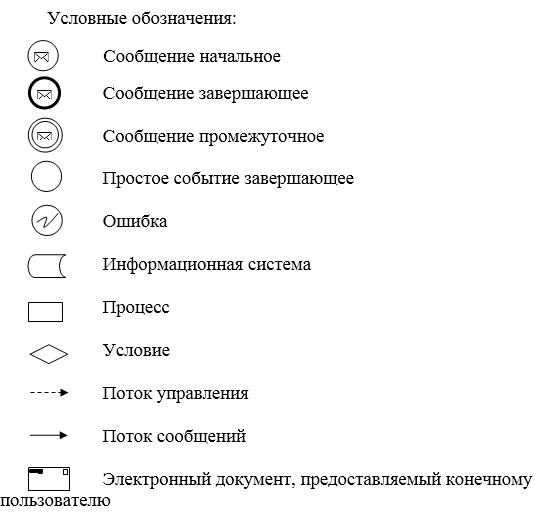 Условные обозначения:
Сообщение начальное
Сообщение завершающее
Сообщение промежуточное
Простое событие завершающее
Ошибка
Информационная система
Процесс
Условие
Поток управления
Поток сообщений
Электронный документ, предоставляемый конечному
пользователю